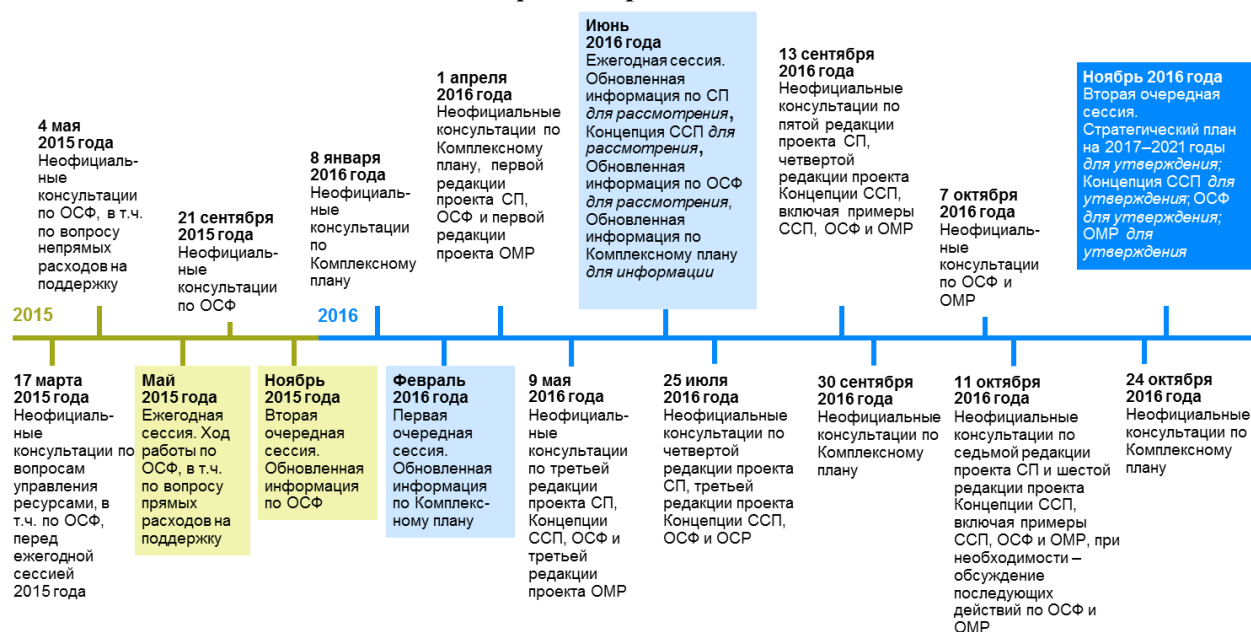 4 мая
2015 года
Неофициаль-
ные
консультации
по ОСФ, в т.ч.
по вопросу
непрямых
расходов на
поддержку
21 сентября
2015 года
Неофициаль-
ные
консультации
по ОСФ
8 января
2016 года
Неофициаль-
ные
консультации
по
Комплексному
плану
1 апреля
2016 года
Неофициальные
консультации по
Комплексному
плану, первой
редакции
проекта СП,
ОСФ и первой
редакции
проекта ОМР
Июнь
2016 года
Ежегодная сессия.
Обновленная
информация по СП
для рассмотрения,
Концепция ССП для
рассмотрения,
Обновленная
информация по ОСФ
для рассмотрения,
Обновленная
информация по
Комплексному плану
для информации
13 сентября
2016 года
Неофициальные
консультации по
пятой редакции
проекта СП,
четвертой
редакции проекта
Концепции ССП,
включая примеры
ССП, ОСФ и ОМР
7 октября
2016 года
Неофициаль-
ные
консультации
по ОСФ и
ОМР
Ноябрь 2016 года
Вторая очередная
сессия.
Стратегический план
на 2017–2021 годы
для утверждения;
Концепция ССП для
утверждения; ОСФ
для утверждения;
ОМР для
утверждения
2015
2016
17 марта
2015 года
Неофициаль-
ные
консультации по
вопросам
управления
ресурсами, в
т.ч. по ОСФ,
перед
ежегодной
сессией
2015 года
Май
2015 года
Ежегодная
сессия. Ход
работы по
ОСФ, в т.ч.
по вопросу
прямых
расходов на
поддержку
Ноябрь
2015 года
Вторая
очередная
сессия.
Обновленная
информация
по ОСФ
Февраль
2016 года
Первая
очередная
сессия.
Обновленная
информация
по Комплекс-
ному плану
9 мая
2016 года
Неофициаль-
ные
консультации
по третьей
редакции
проекта СП,
Концепции
ССП, ОСФ и
третьей
редакции
проекта ОМР
25 июля
2016 года
Неофициальные
консультации по
четвертой
редакции проекта
СП, третьей
редакции проекта
Концепции ССП,
ОСФ и ОСР
30 сентября
2016 года
Неофициальные
консультации по
Комплексному
плану
11 октября
2016 года
Неофициальные
консультации по
седьмой редакции
проекта СП и шестой
редакции проекта
Концепции ССП,
включая примеры
ССП, ОСФ и ОМР, при
необходимости –
обсуждение
последующих
действий по ОСФ и
ОМР
24 октября
2016 года
Неофициальные
консультации по
Комплексному
плану